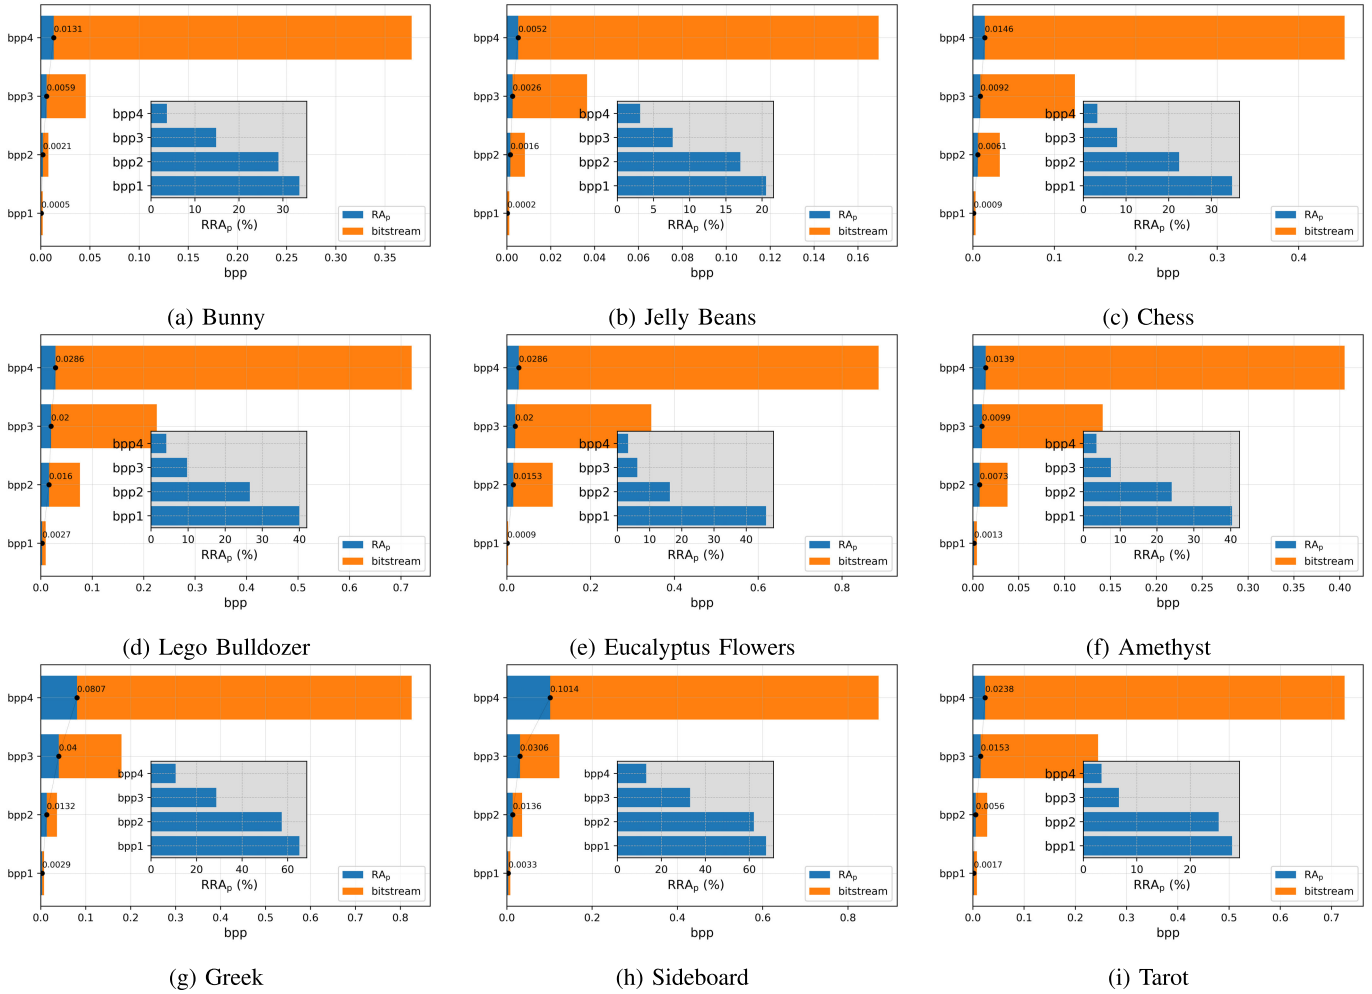 bpp4
0.0131
bpp3
0.0059
bpp2
0.0021
bpp1
0.0005
bpp4
bpp3
bpp2
bpp1
0 10 20 30
RRAp (%)
RAp
bitstream
0.00 0.05 0.10 0.15 0.20 0.25 0.30 0.35
bpp
(a) Bunny
bpp4
0.0052
bpp3
0.0026
bpp2
0.0016
bpp1
0.0002
bpp4
bpp3
bpp2
bpp1
0 5 10 15 20
RRAp (%)
RAp
bitstream
0.00 0.02 0.04 0.06 0.08 0.10 0.12 0.14 0.16
bpp
(b) Jelly Beans
bpp4
0.0146
bpp3
0.0092
bpp2
0.0061
bpp1
0.0009
bpp4
bpp3
bpp2
bpp1
0 10 20 30
RRAp (%)
RAp
bitstream
0.0 0.1 0.2 0.3 0.4
bpp
(c) Chess
bpp4
0.0286
bpp3
0.02
bpp2
0.016
bpp1
0.0027
bpp4
bpp3
bpp2
bpp1
0 10 20 30 40
RRAp (%)
RAp
bitstream
0.0 0.1 0.2 0.3 0.4 0.5 0.6 0.7
bpp
(d) Lego Bulldozer
bpp4
0.0286
bpp3
0.02
bpp2
0.0153
bpp1
0.0009
bpp4
bpp3
bpp2
bpp1
0 10 20 30 40
RRAp (%)
RAp
bitstream
0.0 0.2 0.4 0.6 0.8
bpp
(e) Eucalyptus Flowers
bpp4
0.0139
bpp3
0.0099
bpp2
0.0073
bpp1
0.0013
bpp4
bpp3
bpp2
bpp1
0 10 20 30 40
RRAp (%)
RAp
bitstream
0.00 0.05 0.10 0.15 0.20 0.25 0.30 0.35 0.40
bpp
(f) Amethyst
bpp4
0.0807
bpp3
0.04
bpp2
0.0132
bpp1
0.0029
bpp4
bpp3
bpp2
bpp1
0 20 40 60
RRAp (%)
RAp
bitstream
0.0 0.1 0.2 0.3 0.4 0.5 0.6 0.7 0.8
bpp
(g) Greek
bpp4
0.1014
bpp3
0.0306
bpp2
0.0136
bpp1
0.0033
bpp4
bpp3
bpp2
bpp1
0 20 40 60
RRAp (%)
RAp
bitstream
0.0 0.2 0.4 0.6 0.8
bpp
(h) Sideboard
bpp4
0.0238
bpp3
0.0153
bpp2
0.0056
bpp1
0.0017
bpp4
bpp3
bpp2
bpp1
0 10 20
RRAp (%)
RAp
bitstream
0.0 0.1 0.2 0.3 0.4 0.5 0.6 0.7
bpp
(i) Tarot